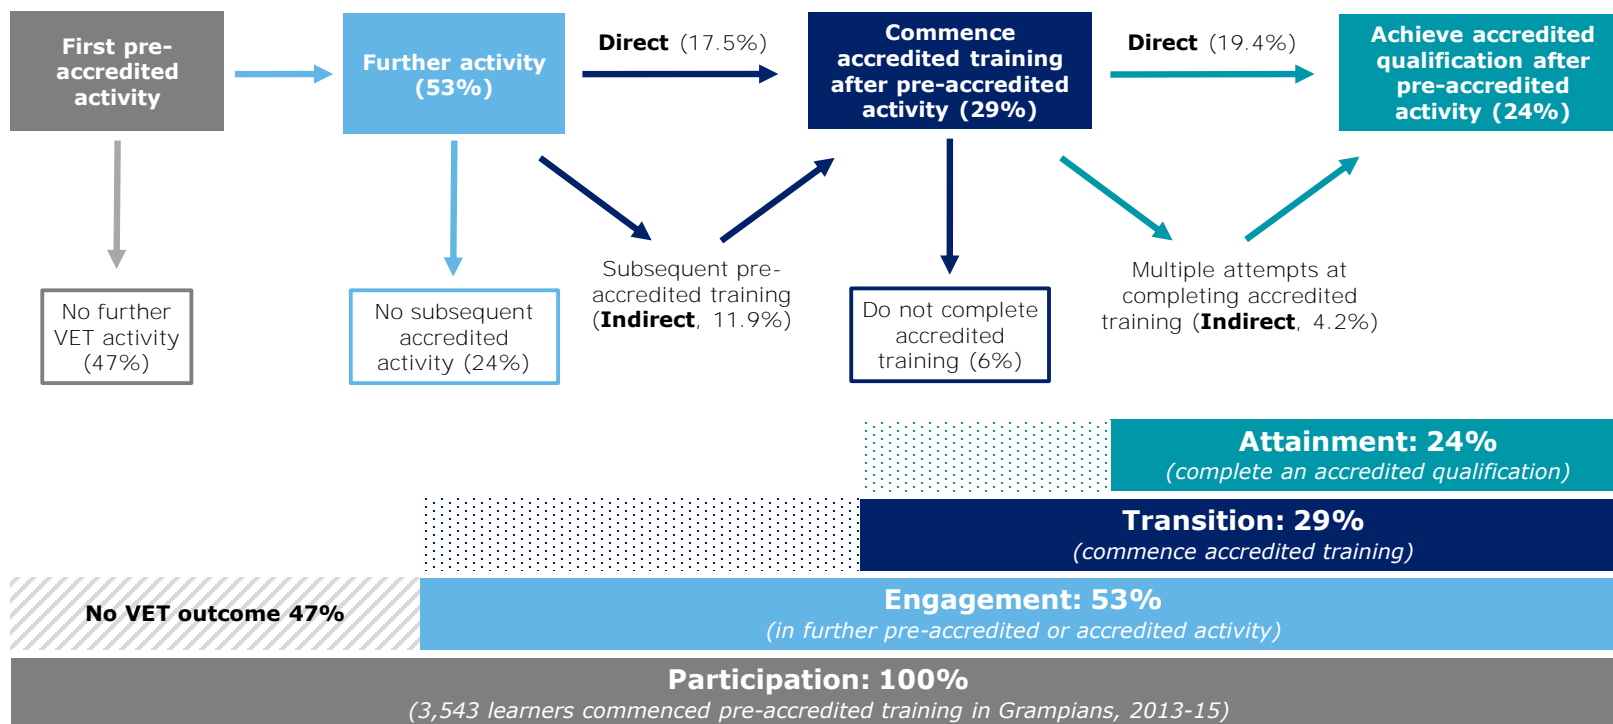 First pre-
accredited
activity
Further activity
(53%)
Direct (17.5%)
Commence
accredited training
after pre-accredited
activity (29%)
Direct (19.4%)
Achieve accredited
qualification after
pre-accredited
activity (24%)
No further
VET activity
(47%)
No subsequent
accredited
activity (24%)
Subsequent pre-
accredited training
(Indirect, 11.9%)
Do not complete
accredited
training (6%)
Multiple attempts at
completing accredited
training (Indirect, 4.2%)
Attainment: 24%
(complete an accredited qualification)
Transition: 29%
(commence accredited training)
No VET outcome 47%
Engagement: 53%
(in further pre-accredited or accredited activity)
Participation: 100%
(3,543 learners commenced pre-accredited training in Grampians, 2013-15)